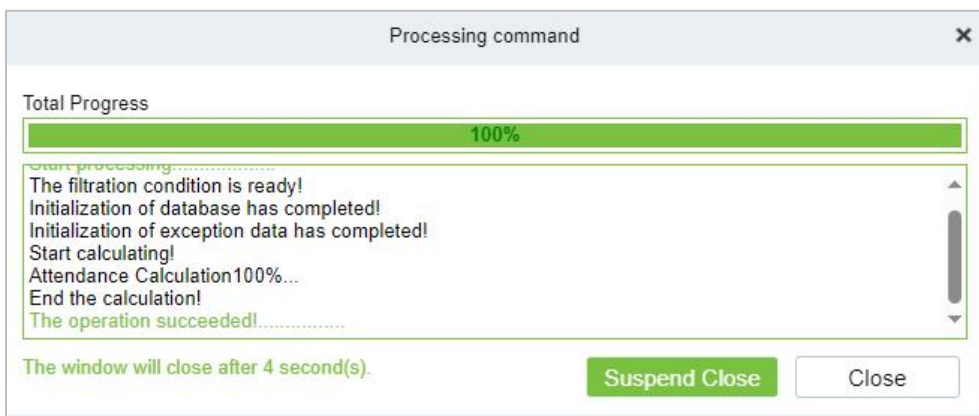 Processing command
Total Progress
100%
Start processing...................
The filtration condition is ready!
Initialization of database has completed!
Initialization of exception data has completed!
Start calculating!
Attendance Calculation100%...
End the calculation!
The operation succeeded!................
The window will close after 4 second(s).
Suspend Close
Close